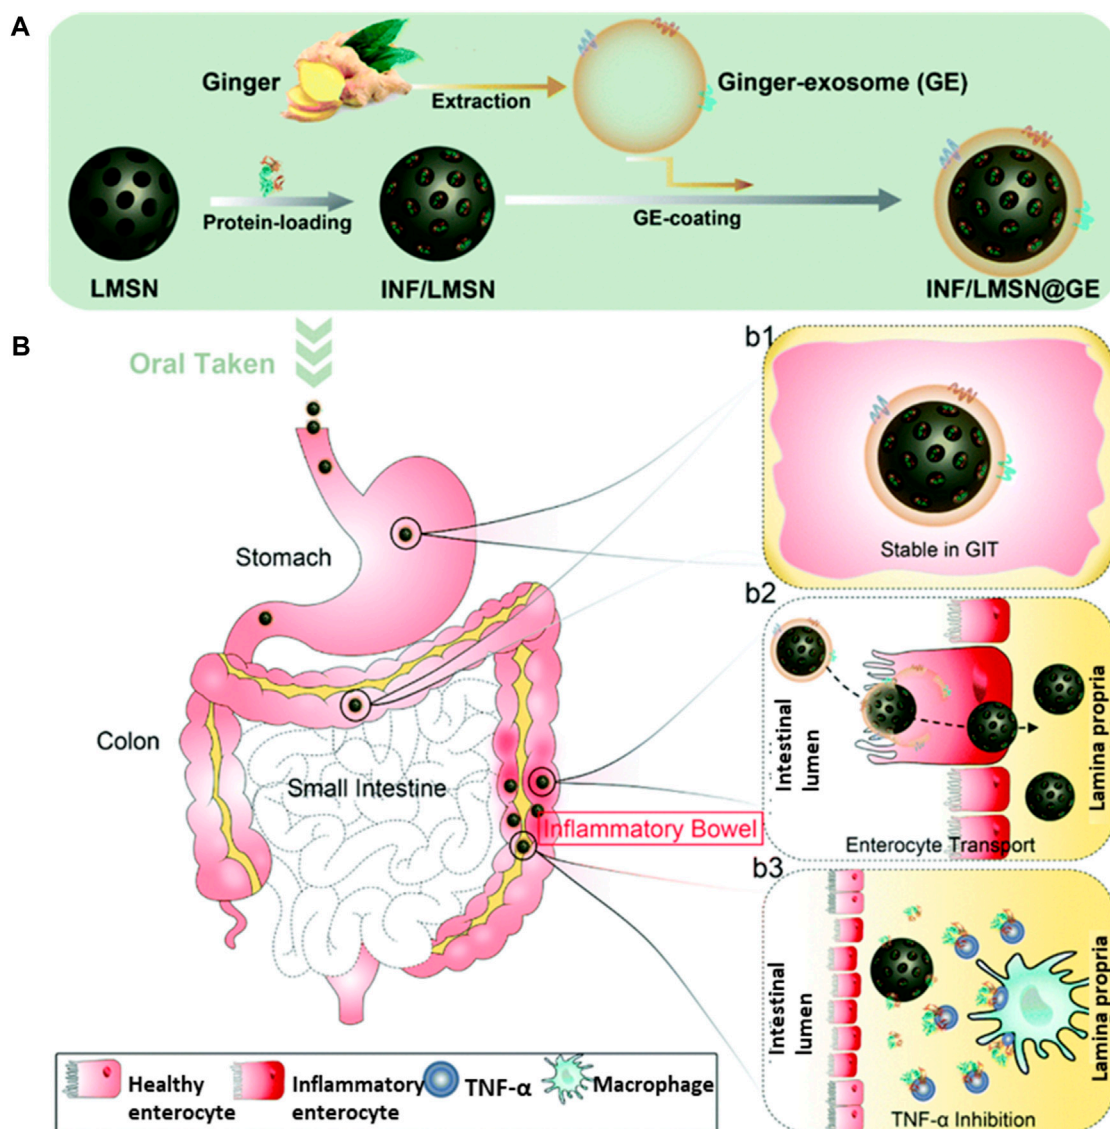 A
Ginger
Extraction
Ginger-exosome (GE)
Protein-loading
GE-coating
LMSN
INF/LMSN
INF/LMSN@GE
B
Oral Taken
Stomach
Colon
Small Intestine
Inflammatory Bowel
b1
Stable in GIT
b2
Intestinal
lumen
Lamina propria
Enterocyte Transport
b3
Intestinal
lumen
Lamina propria
TNF-α Inhibition
Healthy
enterocyte
Inflammatory
enterocyte
TNF-α
Macrophage